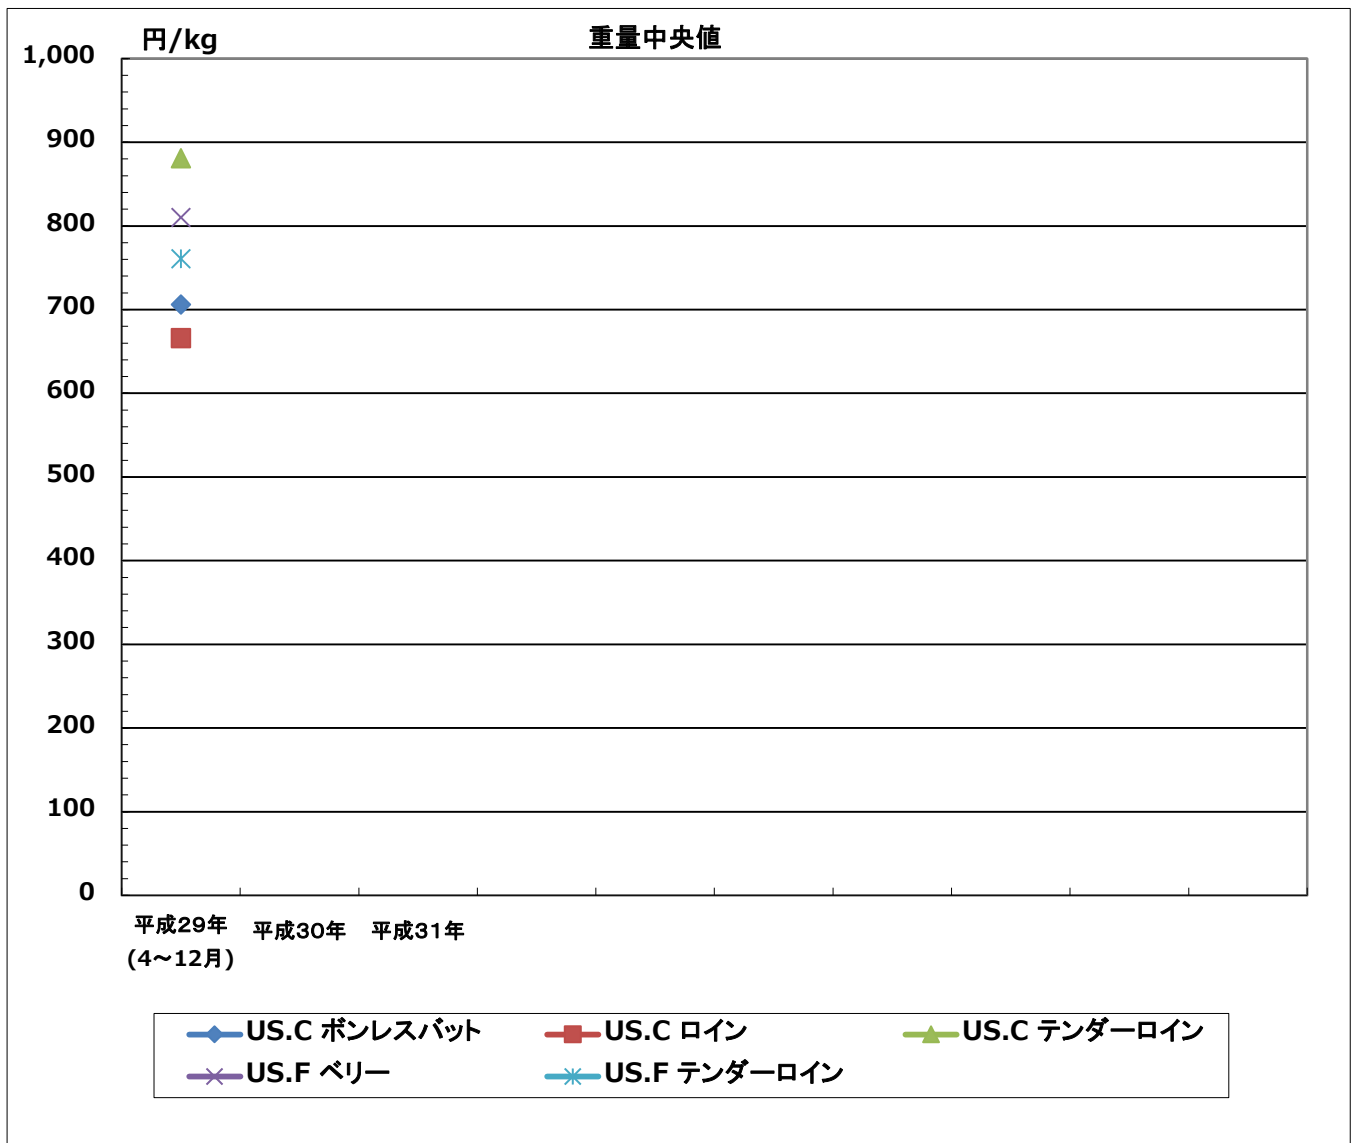 重量中央値
円/kg
1,000
900
800
700
600
500
400
300
200
100
0
平成29年
(4～12月)
平成30年
平成31年
US.C ボンレスバット
US.C ロイン
US.C テンダーロイン
US.F ベリー
US.F テンダーロイン